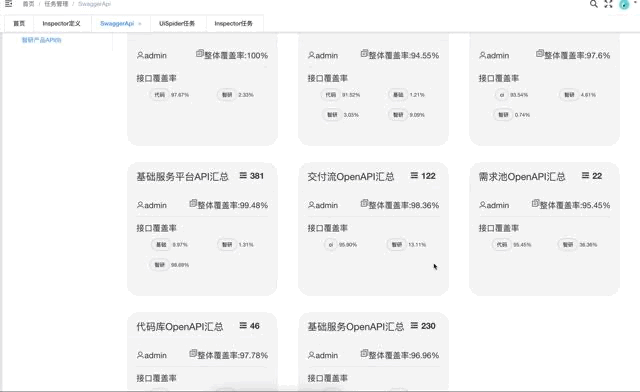 首页 / 任务管理 / SwaggerApi
首页 Inspector定义 SwaggerApi × UiSpider任务 Inspector任务
智研产品API(9)
admin 整体覆盖率:100%
接口覆盖率
代码 97.67% 智研 2.33%
admin 整体覆盖率:94.55%
接口覆盖率
代码 91.52% 基础 1.21%
智研 3.03% 智研 9.09%
admin 整体覆盖率:97.6%
接口覆盖率
ci 93.54% 智研 4.81%
智研 0.74%
基础服务平台API汇总 381
admin 整体覆盖率:99.48%
接口覆盖率
基础 9.97% 智研 1.31%
智研 98.69%
交付流OpenAPI汇总 122
admin 整体覆盖率:98.36%
接口覆盖率
ci 95.90% 智研 13.11%
需求池OpenAPI汇总 22
admin 整体覆盖率:95.45%
接口覆盖率
代码 95.45% 智研 36.36%
代码库OpenAPI汇总 46
admin 整体覆盖率:97.78%
接口覆盖率
基础服务OpenAPI汇总 230
admin 整体覆盖率:96.96%
接口覆盖率